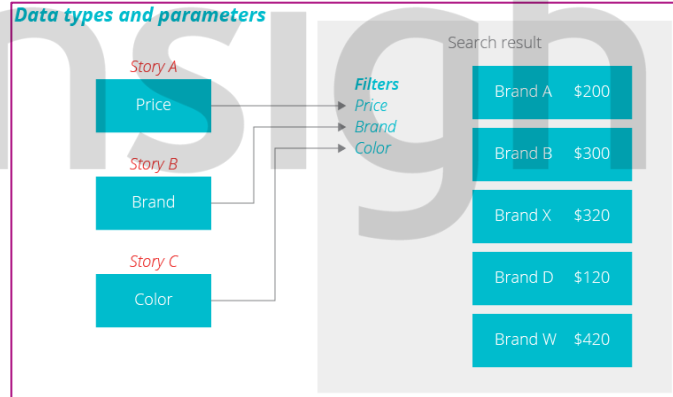 Data types and parameters
Story A
Price
Story B
Brand
Story C
Color
Filters
Price
Brand
Color
Search result
Brand A $200
Brand B $300
Brand X $320
Brand D $120
Brand W $420
nsigh